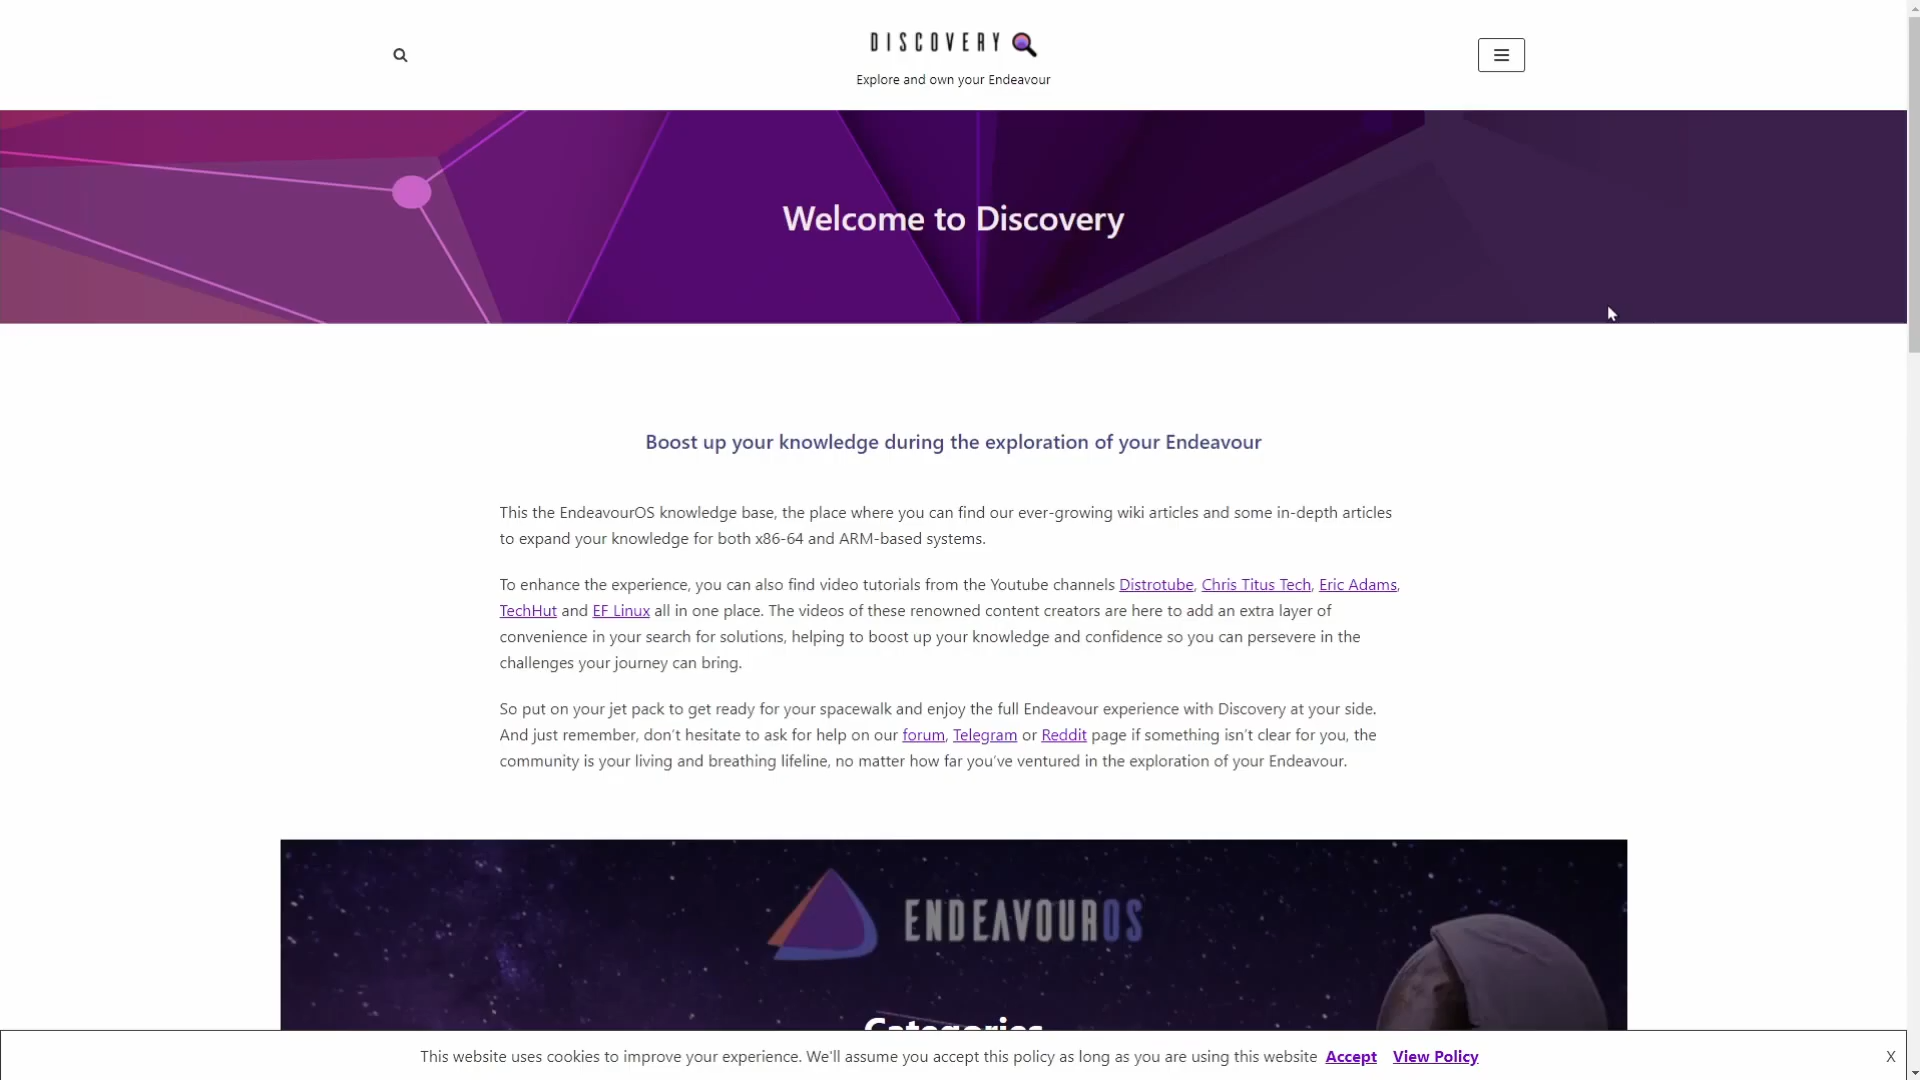 DISCOVERY
Explore and own your Endeavour
Welcome to Discovery
Boost up your knowledge during the exploration of your Endeavour
This the EndeavourOS knowledge base, the place where you can find our ever-growing wiki articles and some in-depth articles
to expand your knowledge for both x86-64 and ARM-based systems.
To enhance the experience, you can also find video tutorials from the Youtube channels Distrotube, Chris Titus Tech, Eric Adams,
TechHut and EF Linux all in one place. The videos of these renowned content creators are here to add an extra layer of
convenience in your search for solutions, helping to boost up your knowledge and confidence so you can persevere in the
challenges your journey can bring.
So put on your jet pack to get ready for your spacewalk and enjoy the full Endeavour experience with Discovery at your side.
And just remember, don’t hesitate to ask for help on our forum, Telegram or Reddit page if something isn’t clear for you, the
community is your living and breathing lifeline, no matter how far you’ve ventured in the exploration of your Endeavour.
ENDEAVOUROS
Categories
This website uses cookies to improve your experience. We'll assume you accept this policy as long as you are using this website Accept View Policy X